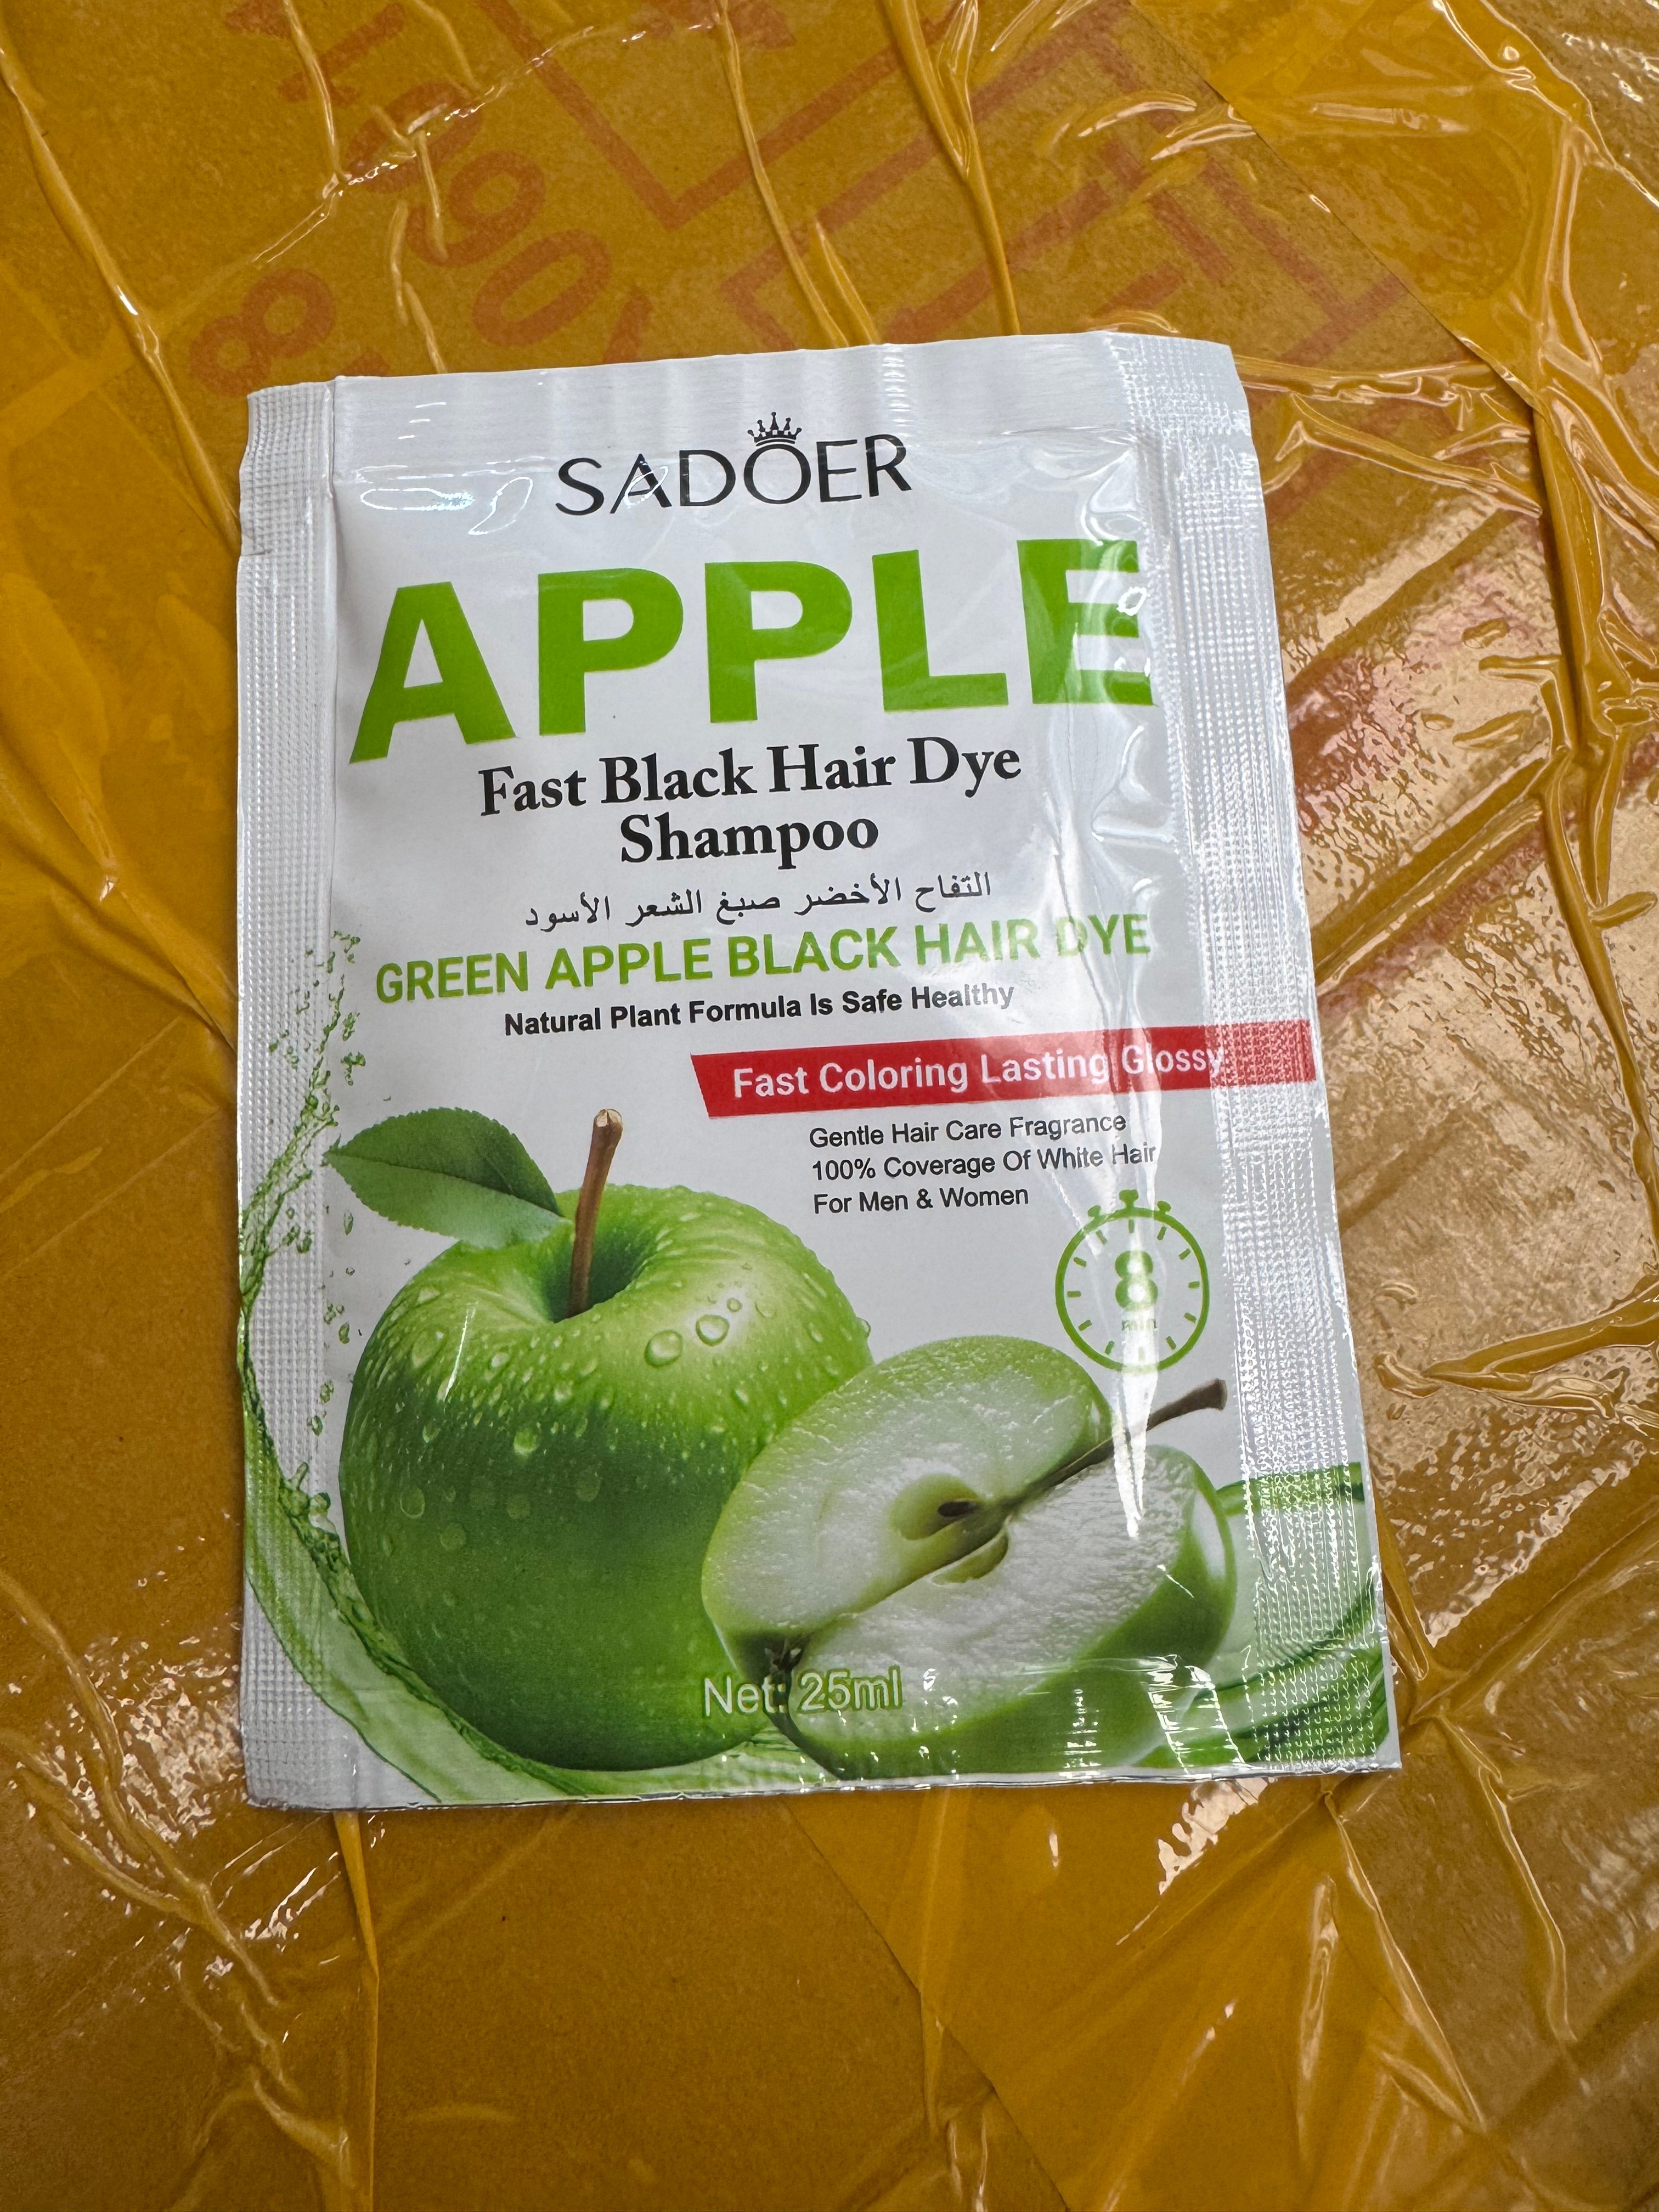 SADOER
APPLE
Fast Black Hair Dye
Shampoo
التفاح الأخضر صبغ الشعر الأسود
GREEN APPLE BLACK HAIR DYE
Natural Plant Formula Is Safe Healthy
Fast Coloring Lasting Glossy
Gentle Hair Care Fragrance
100% Coverage Of White Hair
For Men & Women
8
min
Net: 25ml